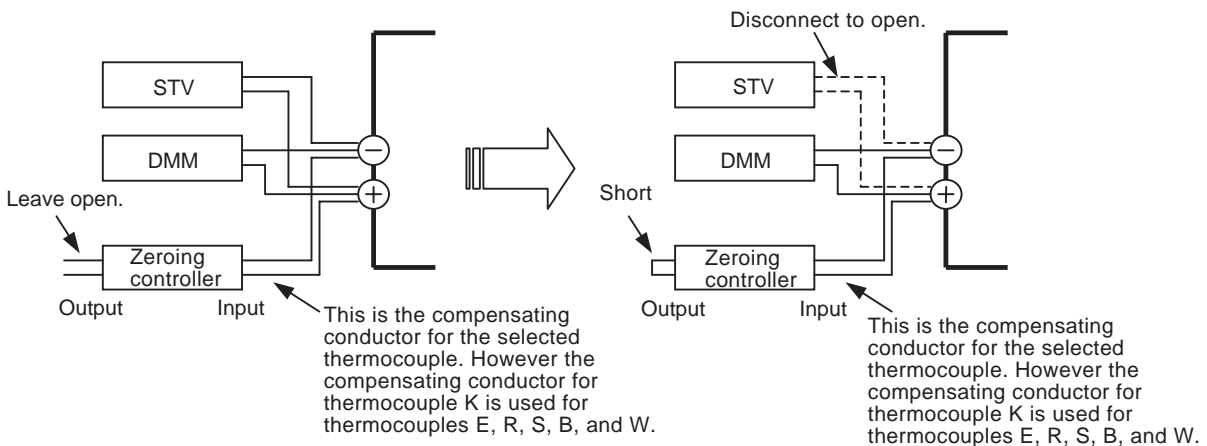 STV
DMM
−
+
Leave open.
Zeroing
controller
Output
Input
This is the compensating
conductor for the selected
thermocouple. However the
compensating conductor for
thermocouple K is used for
thermocouples E, R, S, B, and W.
Disconnect to open.
STV
DMM
−
+
Short
Zeroing
controller
Output
Input
This is the compensating
conductor for the selected
thermocouple. However the
compensating conductor for
thermocouple K is used for
thermocouples E, R, S, B, and W.